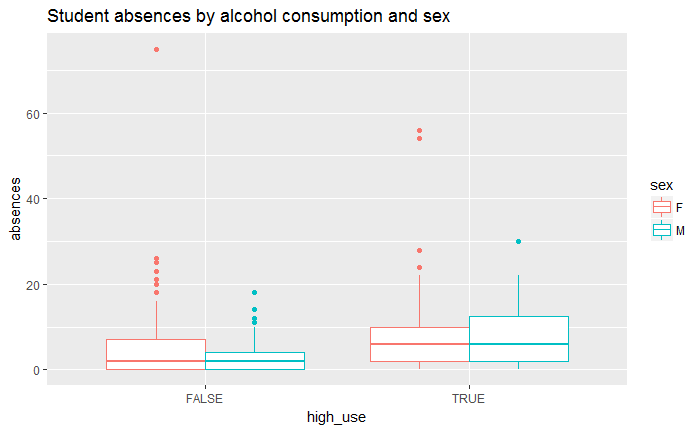 Student absences by alcohol consumption and sex
absences
60
40
20
0
FALSE
TRUE
high_use
sex
F
M